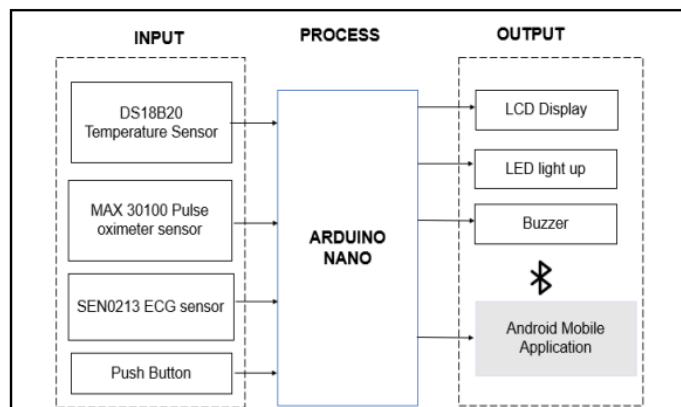 INPUT
PROCESS
OUTPUT
DS18B20
Temperature Sensor
MAX 30100 Pulse
oximeter sensor
SEN0213 ECG sensor
Push Button
ARDUINO
NANO
LCD Display
LED light up
Buzzer
Android Mobile
Application